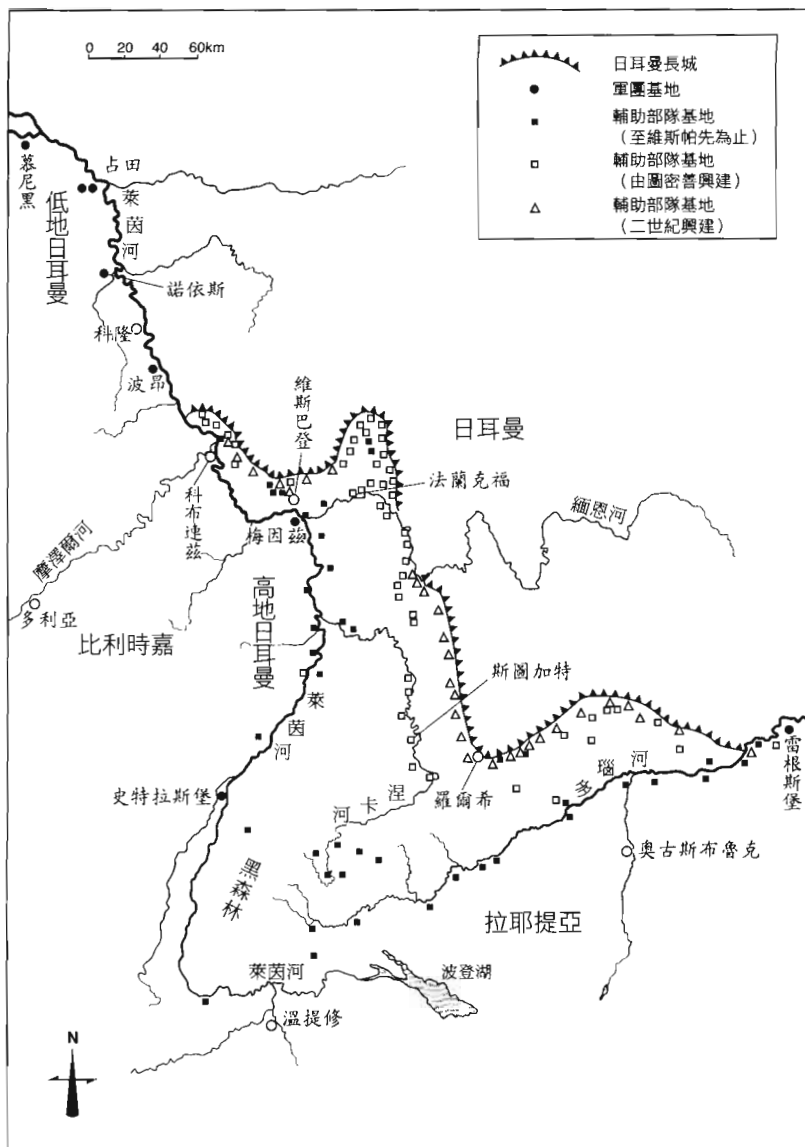 0 20 40 60km
日耳曼長城
軍團基地
輔助部隊基地
（至維斯帕先為止）
輔助部隊基地
（由圖密善興建）
輔助部隊基地
（二世紀興建）
慕尼黑
占田
萊茵河
低地日耳曼
諾依斯
科隆
波昂
維斯巴登
日耳曼
法蘭克福
科布連茲
緬恩河
梅因茲
摩澤爾河
多利亞
高地日耳曼
比利時嘉
斯圖加特
萊茵河
雷根斯堡
史特拉斯堡
河卡涅
羅爾希
多瑙河
奧古斯布魯克
黑森林
拉耶提亞
萊茵河
波登湖
溫提修
N